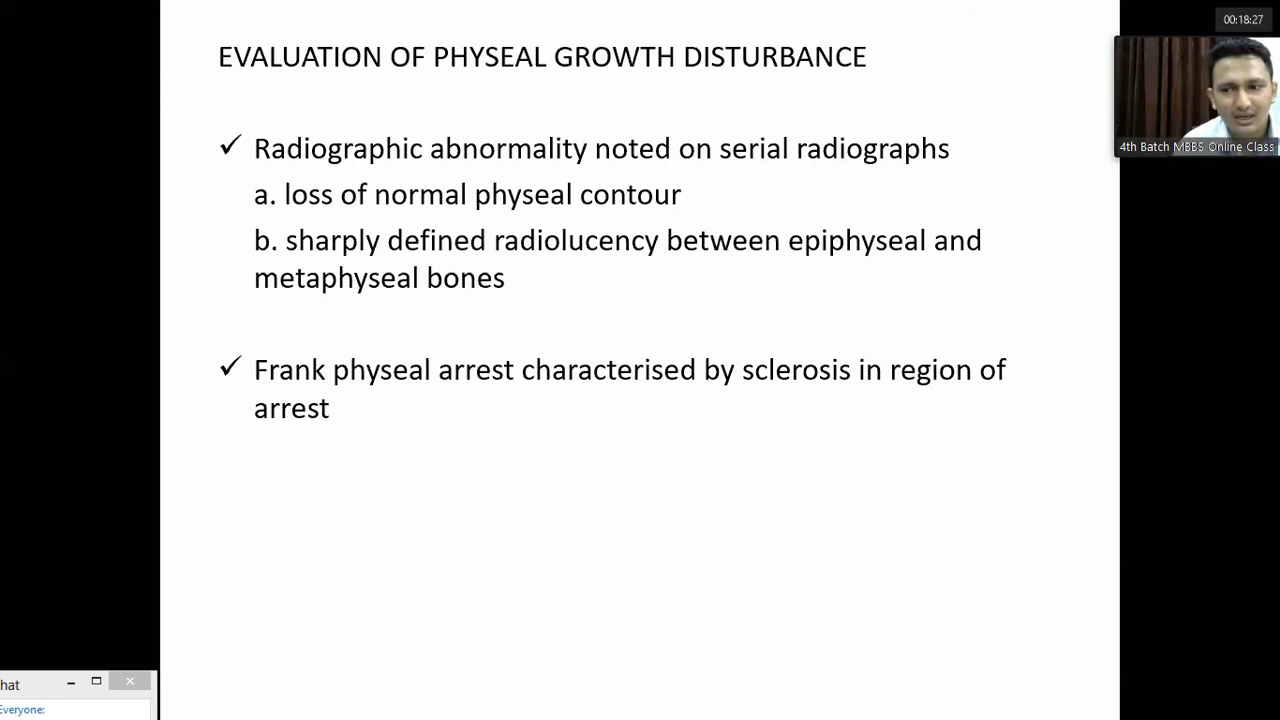 00:18:27
EVALUATION OF PHYSEAL GROWTH DISTURBANCE
4th Batch MBBS Online Class
✓ Radiographic abnormality noted on serial radiographs
a. loss of normal physeal contour
b. sharply defined radiolucency between epiphyseal and
metaphyseal bones
✓ Frank physeal arrest characterised by sclerosis in region of
arrest
hat
Everyone: